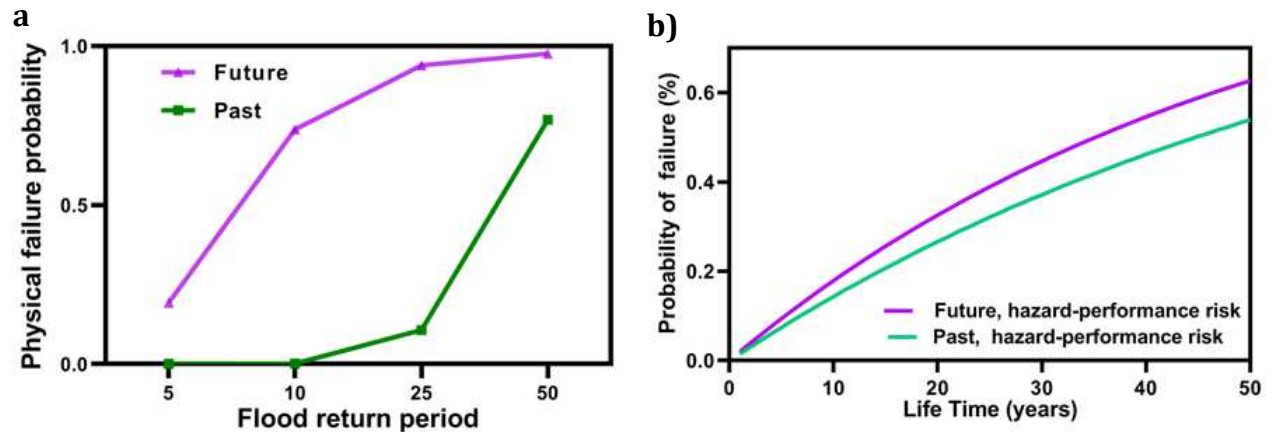 a
Physical failure probability
1.0
0.5
0.0
Future
Past
5 10 25 50
Flood return period
b)
Probability of failure (%)
0.6
0.4
0.2
0.0
Future, hazard-performance risk
Past, hazard-performance risk
0 10 20 30 40 50
Life Time (years)